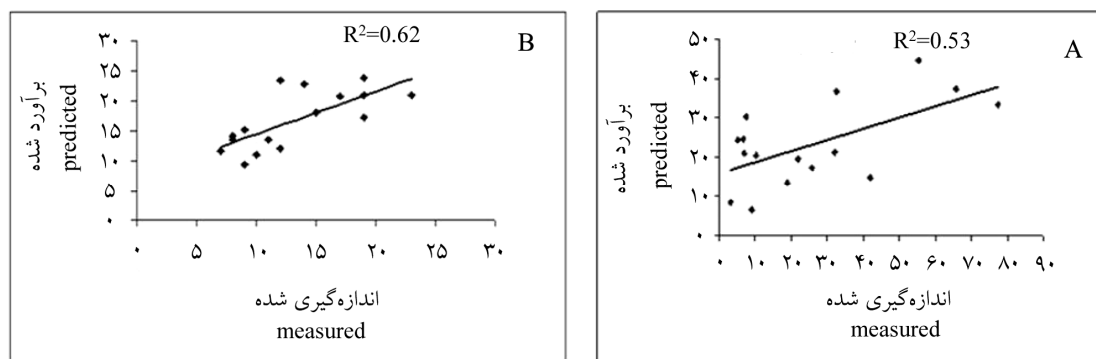 B
R²=0.62
۳۰
۲۵
۲۰
۱۵
۱۰
۵
۰
برآورد شده
predicted
۰ ۵ ۱۰ ۱۵ ۲۰ ۲۵ ۳۰
اندازه‌گیری شده
measured
A
R²=0.53
۵۰
۴۰
۳۰
۲۰
۱۰
۰
برآورد شده
predicted
۰ ۱۰ ۲۰ ۳۰ ۴۰ ۵۰ ۶۰ ۷۰ ۸۰ ۹۰
اندازه‌گیری شده
measured